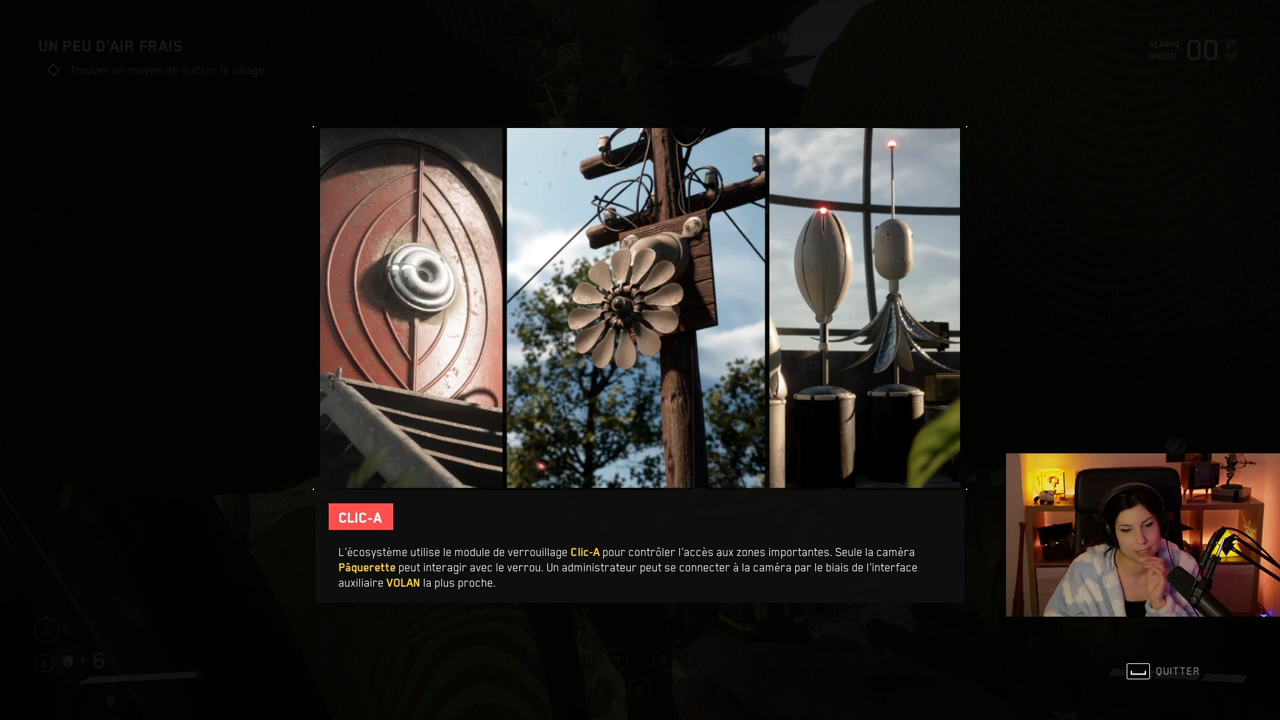 UN PEU D'AIR FRAIS
Trouver un moyen de quitter le village
ALARME
NIVEAU
00
CLIC-A
L'écosystème utilise le module de verrouillage Clic-A pour contrôler l'accès aux zones importantes. Seule la caméra
Pâquerette peut interagir avec le verrou. Un administrateur peut se connecter à la caméra par le biais de l'interface
auxiliaire VOLAN la plus proche.
6
QUITTER